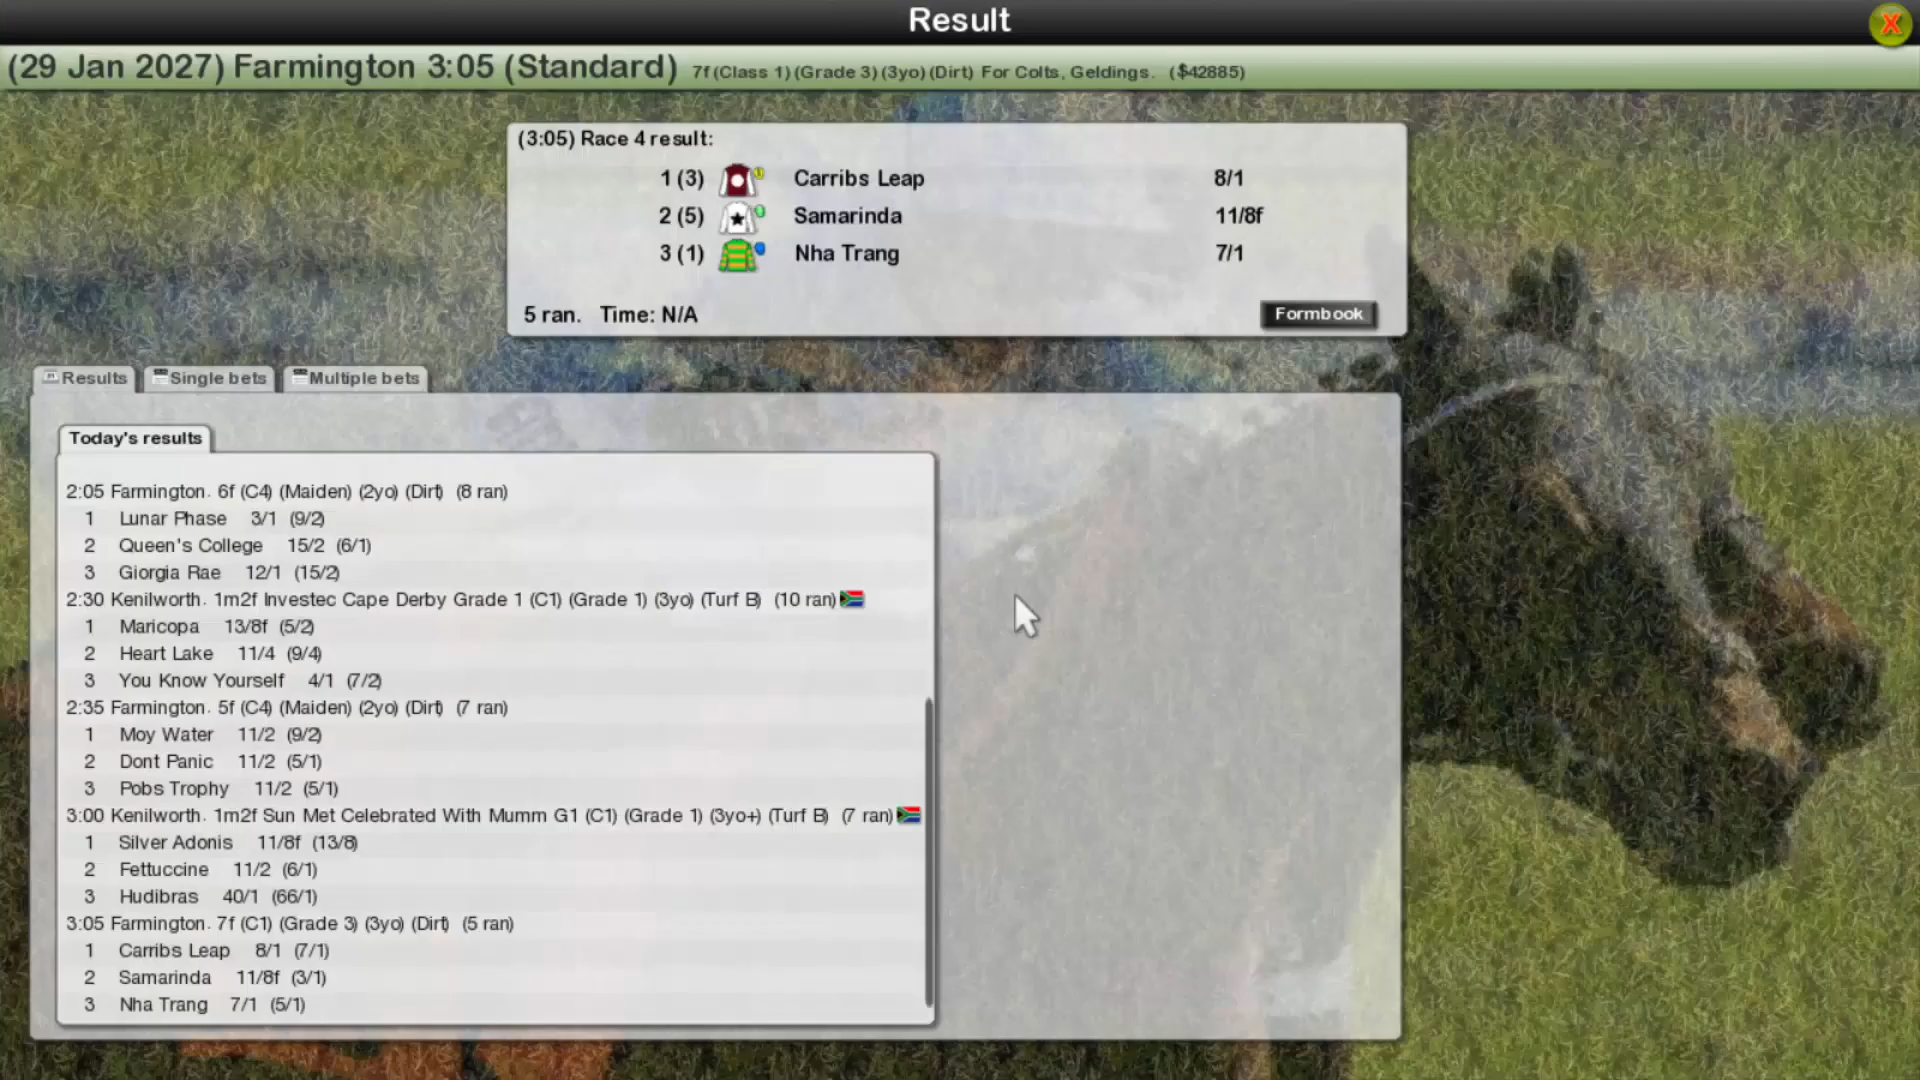 Result
X
(29 Jan 2027) Farmington 3:05 (Standard) 7f (Class 1) (Grade 3) (3yo) (Dirt) For Colts, Geldings. ($42885)
(3:05) Race 4 result:
1 (3) Carribs Leap 8/1
2 (5) Samarinda 11/8f
3 (1) Nha Trang 7/1
5 ran. Time: N/A Formbook
Results Single bets Multiple bets
Today's results
2:05 Farmington. 6f (C4) (Maiden) (2yo) (Dirt) (8 ran)
1 Lunar Phase 3/1 (9/2)
2 Queen's College 15/2 (6/1)
3 Giorgia Rae 12/1 (15/2)
2:30 Kenilworth. 1m2f Investec Cape Derby Grade 1 (C1) (Grade 1) (3yo) (Turf B) (10 ran)
1 Maricopa 13/8f (5/2)
2 Heart Lake 11/4 (9/4)
3 You Know Yourself 4/1 (7/2)
2:35 Farmington. 5f (C4) (Maiden) (2yo) (Dirt) (7 ran)
1 Moy Water 11/2 (9/2)
2 Dont Panic 11/2 (5/1)
3 Pobs Trophy 11/2 (5/1)
3:00 Kenilworth. 1m2f Sun Met Celebrated With Mumm G1 (C1) (Grade 1) (3yo+) (Turf B) (7 ran)
1 Silver Adonis 11/8f (13/8)
2 Fettuccine 11/2 (6/1)
3 Hudibras 40/1 (66/1)
3:05 Farmington. 7f (C1) (Grade 3) (3yo) (Dirt) (5 ran)
1 Carribs Leap 8/1 (7/1)
2 Samarinda 11/8f (3/1)
3 Nha Trang 7/1 (5/1)